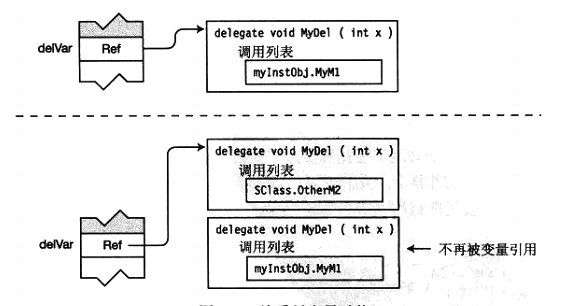 delegate void MyDel ( int x )
delVar
Ref
调用列表
myInstObj.MyM1
delegate void MyDel ( int x )
调用列表
SClass.OtherM2
delegate void MyDel ( int x )
delVar
Ref
调用列表
不再被变量引用
myInstObj.MyM1